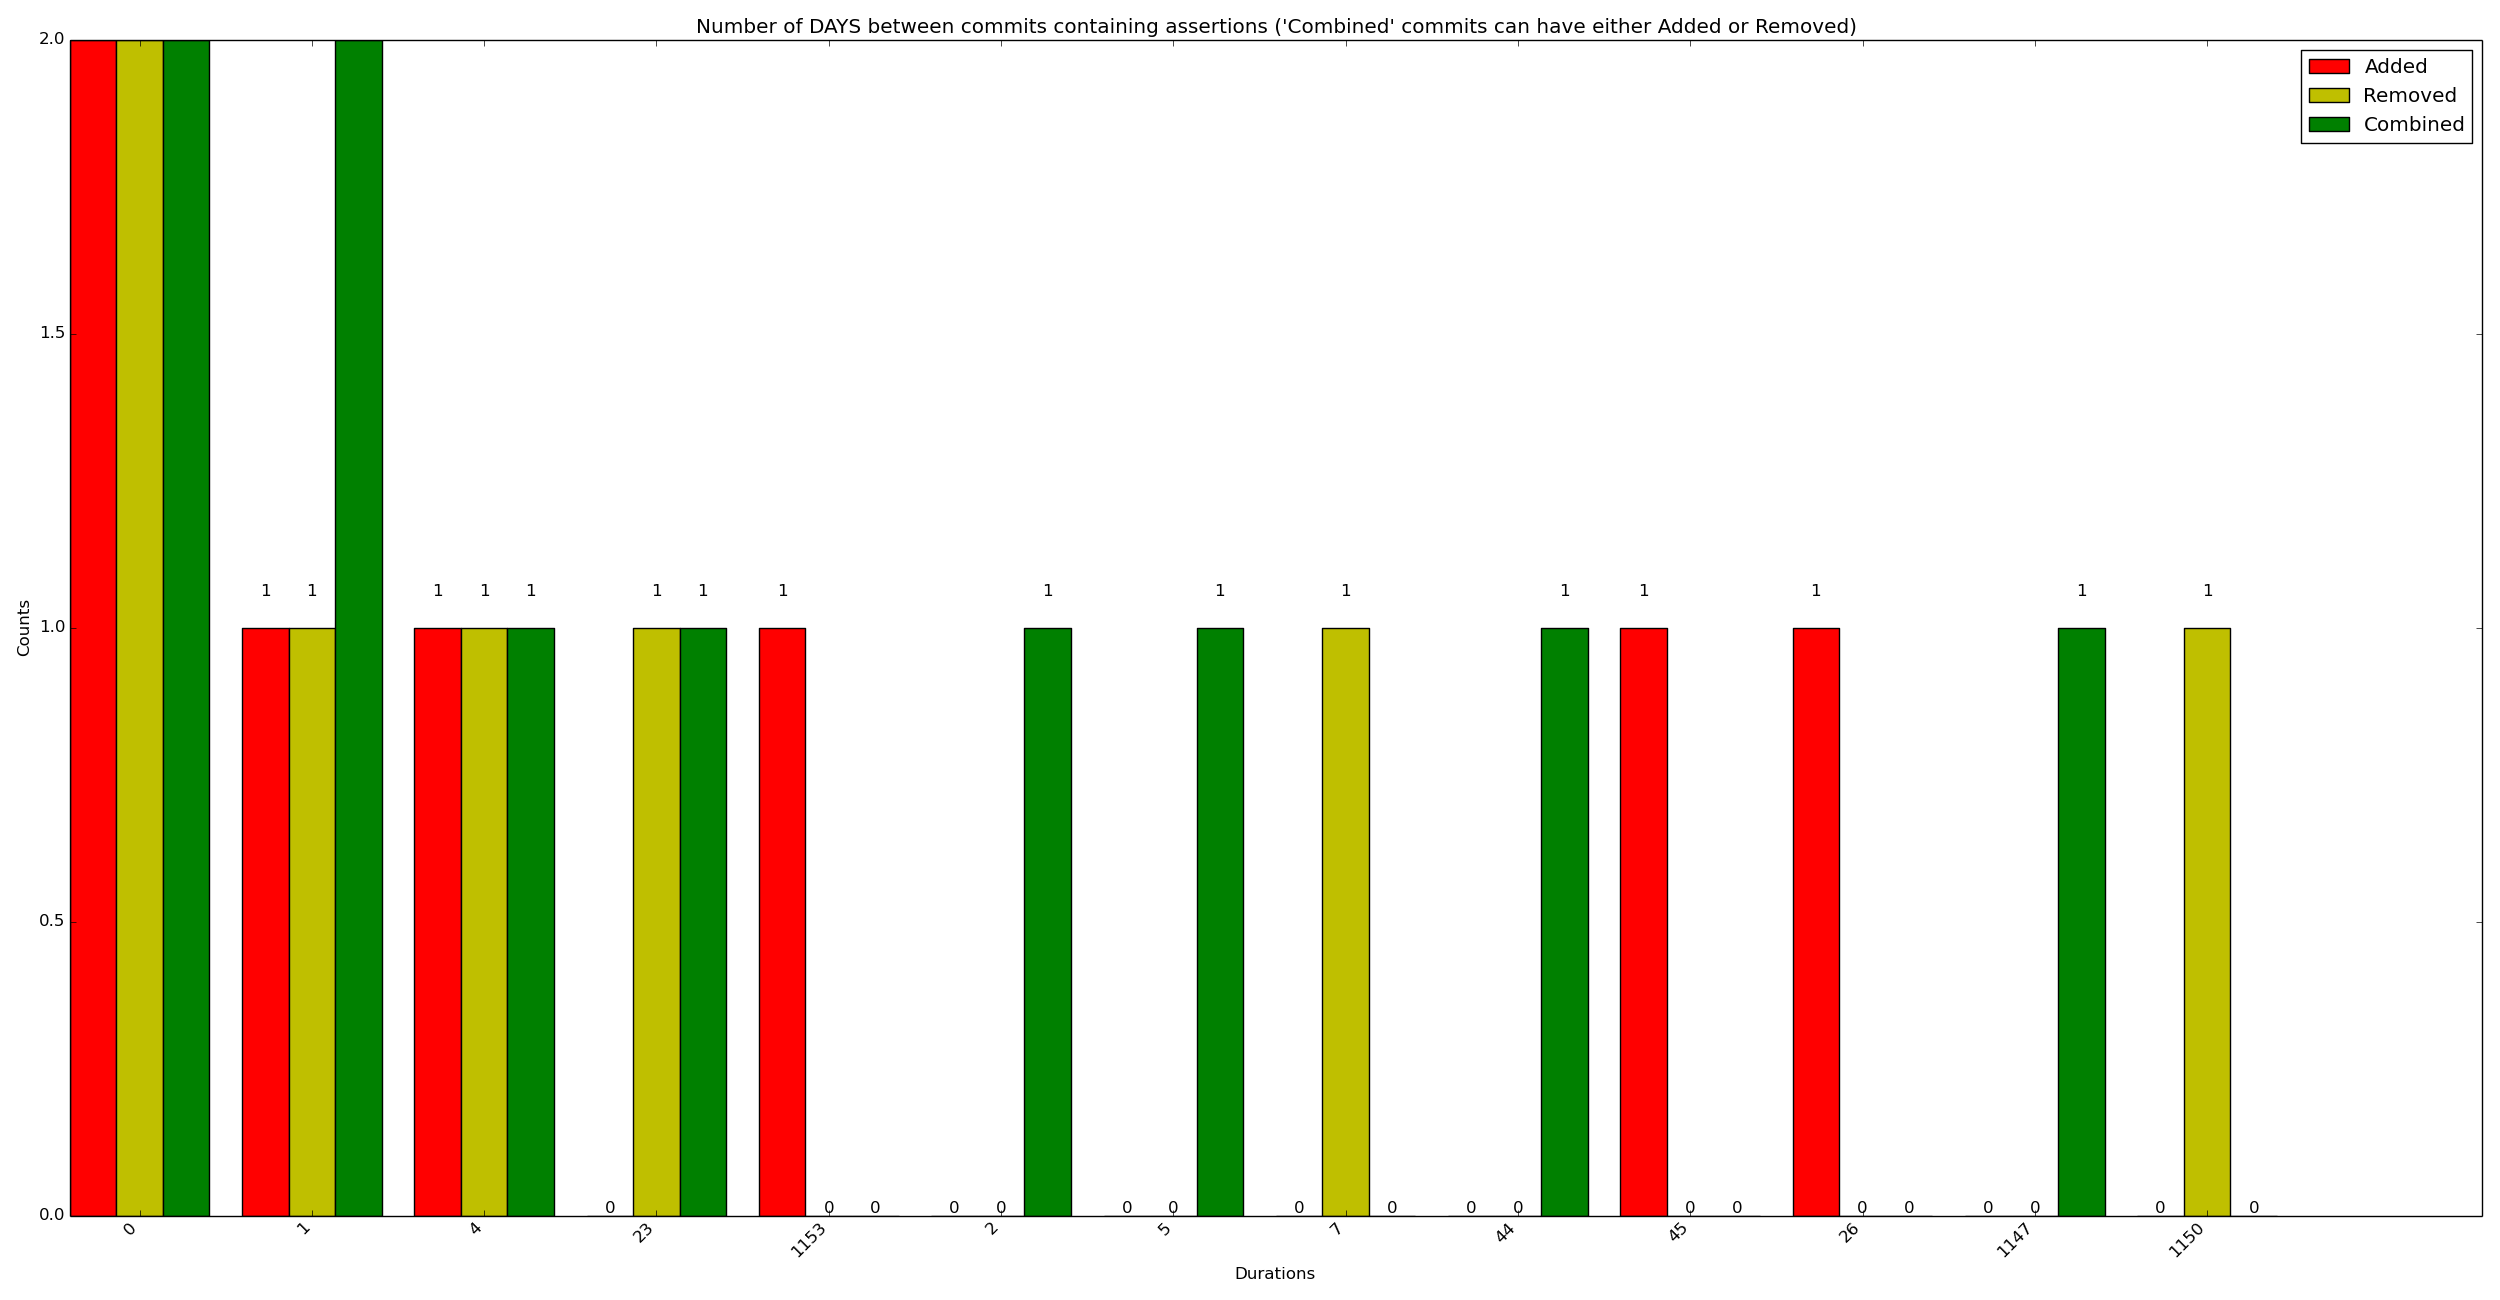 Number of DAYS between commits containing assertions ('Combined' commits can have either Added or Removed)
2.0
Added
Removed
Combined
1.5
1 1 1 1 1 1 1 1 1 1 1 1 1 1 1
1.0
Counts
0.5
0 0 0 0 0 0 0 0 0 0 0 0 0 0 0 0 0 0 0 0
0.0
0 1 4 23 1153 2 5 7 44 45 26 1147 1150
Durations